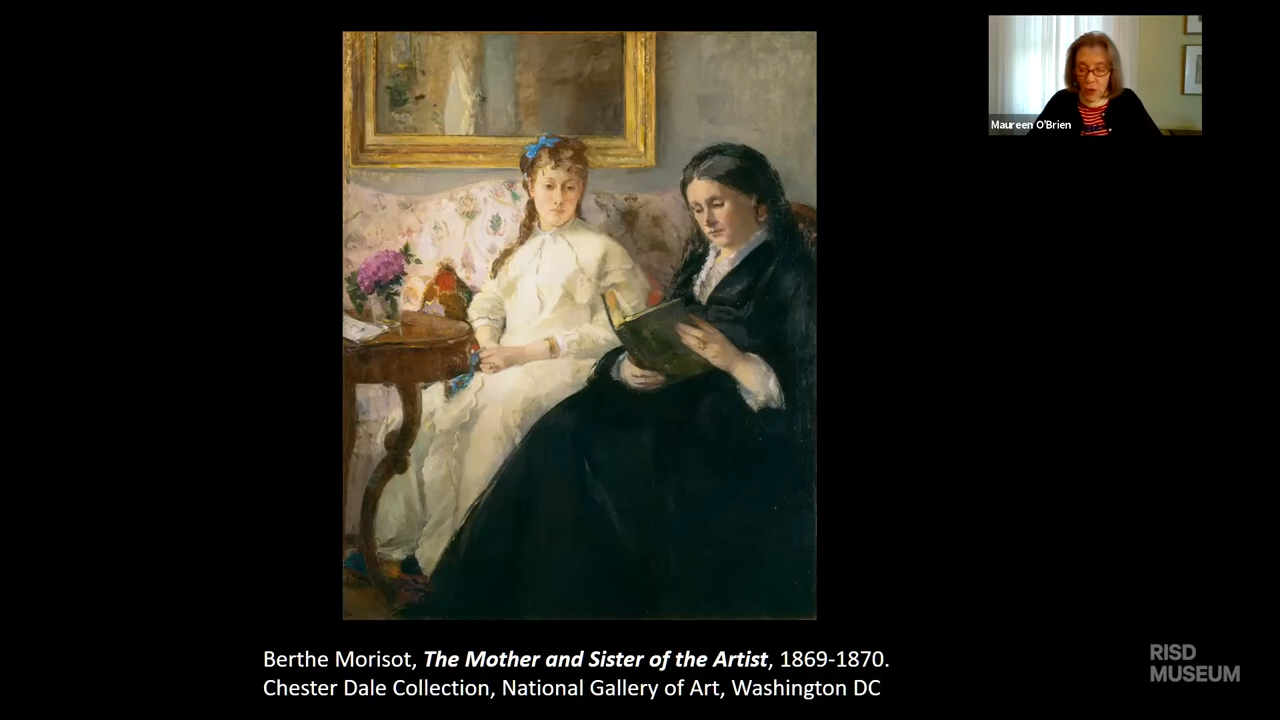 Maureen O'Brien
Berthe Morisot, The Mother and Sister of the Artist, 1869-1870.
Chester Dale Collection, National Gallery of Art, Washington DC
RISD
MUSEUM